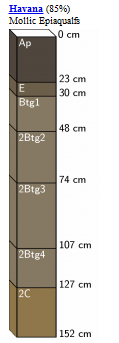 Havana (85%)
Mollic Epiaqualfs
0 cm
Ap
23 cm
E
30 cm
Btg1
48 cm
2Btg2
74 cm
2Btg3
107 cm
2Btg4
127 cm
2C
152 cm